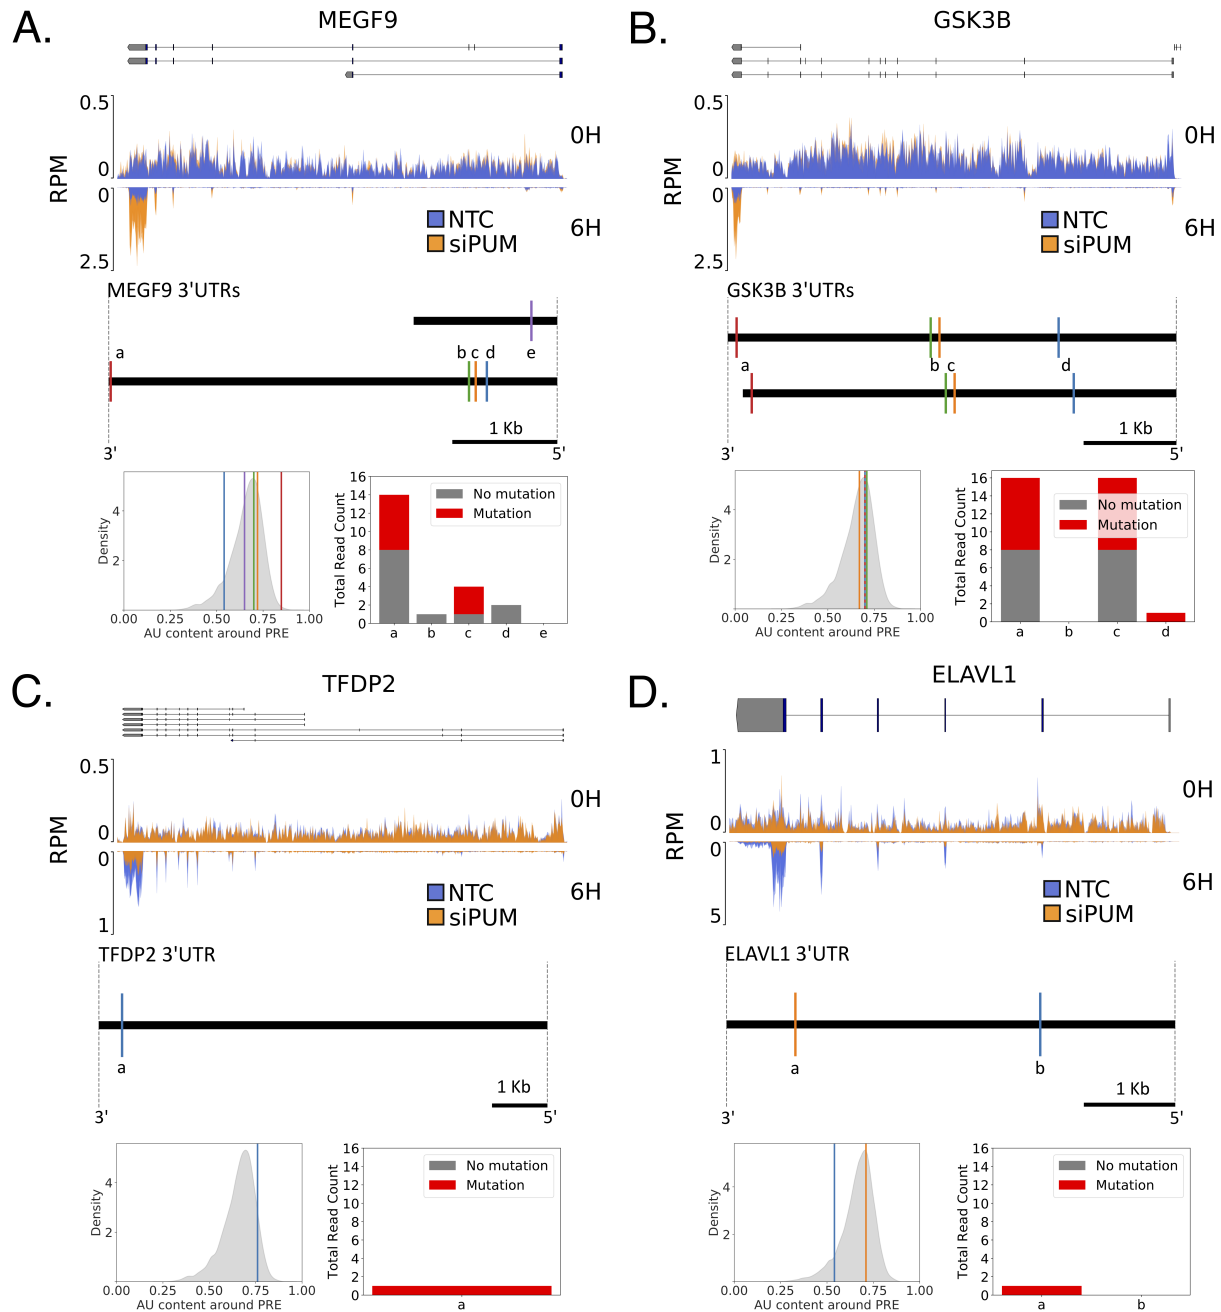 A.
MEGF9
0.5
0
RPM
0
2.5
0H
6H
NTC
siPUM
MEGF9 3'UTRs
a
b c d
e
1 Kb
3'
5'
Density
4
2
0.00 0.25 0.50 0.75 1.00
AU content around PRE
Total Read Count
16
14
12
10
8
6
4
2
0
No mutation
Mutation
a b c d e
B.
GSK3B
0.5
0
RPM
0
2.5
0H
6H
NTC
siPUM
GSK3B 3'UTRs
a
b c
d
1 Kb
3'
5'
Density
4
2
0.00 0.25 0.50 0.75 1.00
AU content around PRE
Total Read Count
16
14
12
10
8
6
4
2
0
No mutation
Mutation
a b c d
C.
TFDP2
0.5
0
RPM
0
1
0H
6H
NTC
siPUM
TFDP2 3'UTR
a
1 Kb
3'
5'
Density
4
2
0.00 0.25 0.50 0.75 1.00
AU content around PRE
Total Read Count
16
14
12
10
8
6
4
2
0
No mutation
Mutation
a
D.
ELAVL1
1
0
RPM
0
5
0H
6H
NTC
siPUM
ELAVL1 3'UTR
a
b
1 Kb
3'
5'
Density
4
2
0.00 0.25 0.50 0.75 1.00
AU content around PRE
Total Read Count
16
14
12
10
8
6
4
2
0
No mutation
Mutation
a b